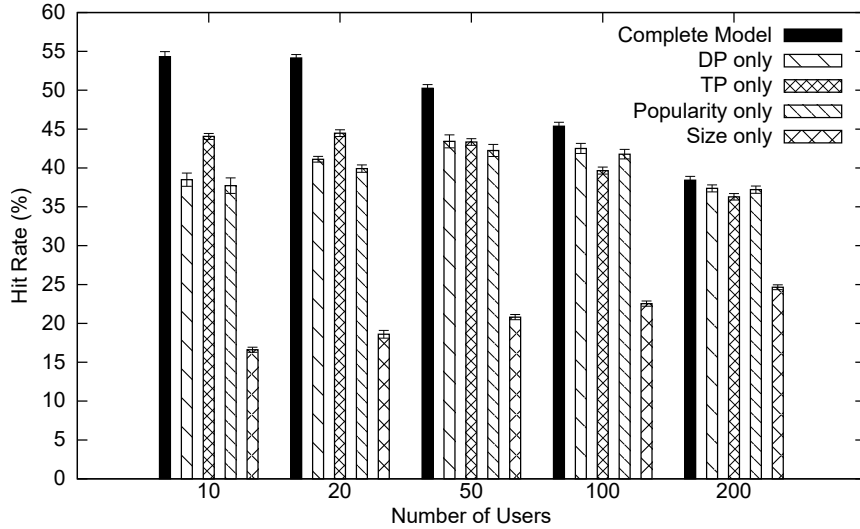 60
55
50
45
40
35
30
25
20
15
10
5
0
Hit Rate (%)
Complete Model
DP only
TP only
Popularity only
Size only
10 20 50 100 200
Number of Users